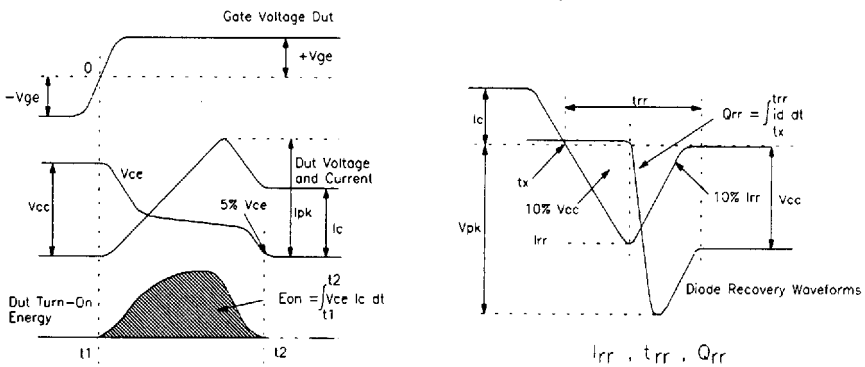 Gate Voltage Dut
0
+Vge
-Vge
Vce
Dut Voltage
and Current
Vcc
5% Vce
Ipk
Ic
Dut Turn-On
Energy
Eon = ∫ t2 t1 Vce Ic dt
t1
t2
trr
Ic
Qrr = ∫ trr tx id dt
tx
10% Vcc
10% Irr
Vcc
Vpk
Irr
Diode Recovery Waveforms
Irr , trr , Qrr